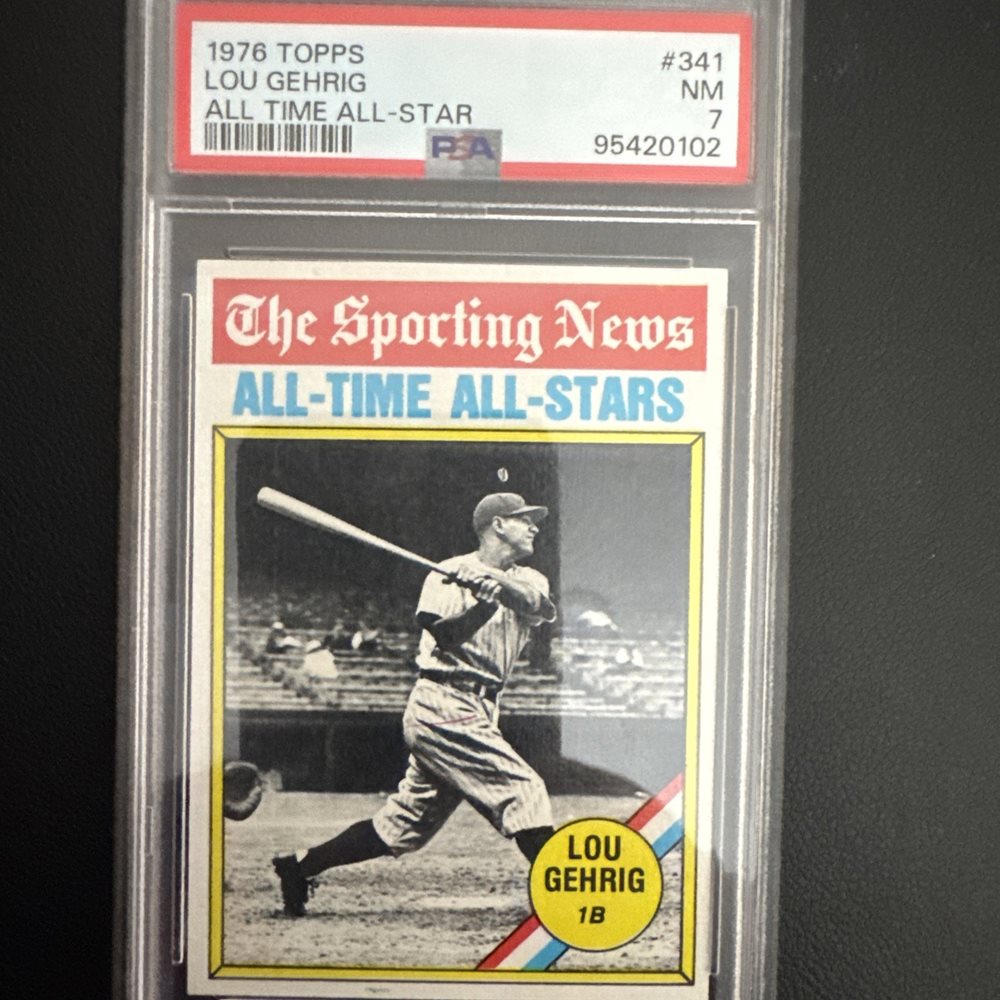 1976 TOPPS #341
LOU GEHRIG NM
ALL TIME ALL-STAR 7
PSA 95420102
The Sporting News
ALL-TIME ALL-STARS
LOU
GEHRIG
1B